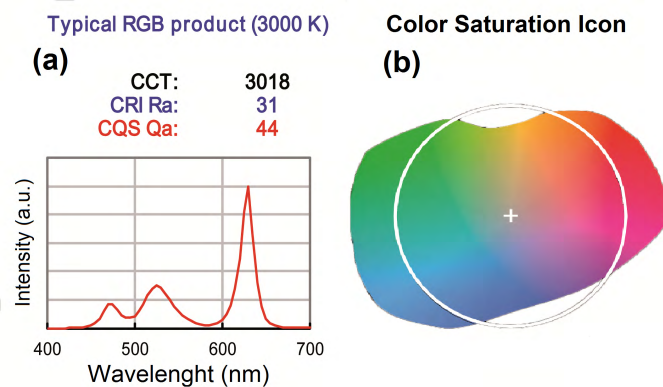 Typical RGB product (3000 K)
Color Saturation Icon
(a)
(b)
CCT: 3018
CRI Ra: 31
CQS Qa: 44
Intensity (a.u.)
400 500 600 700
Wavelenght (nm)